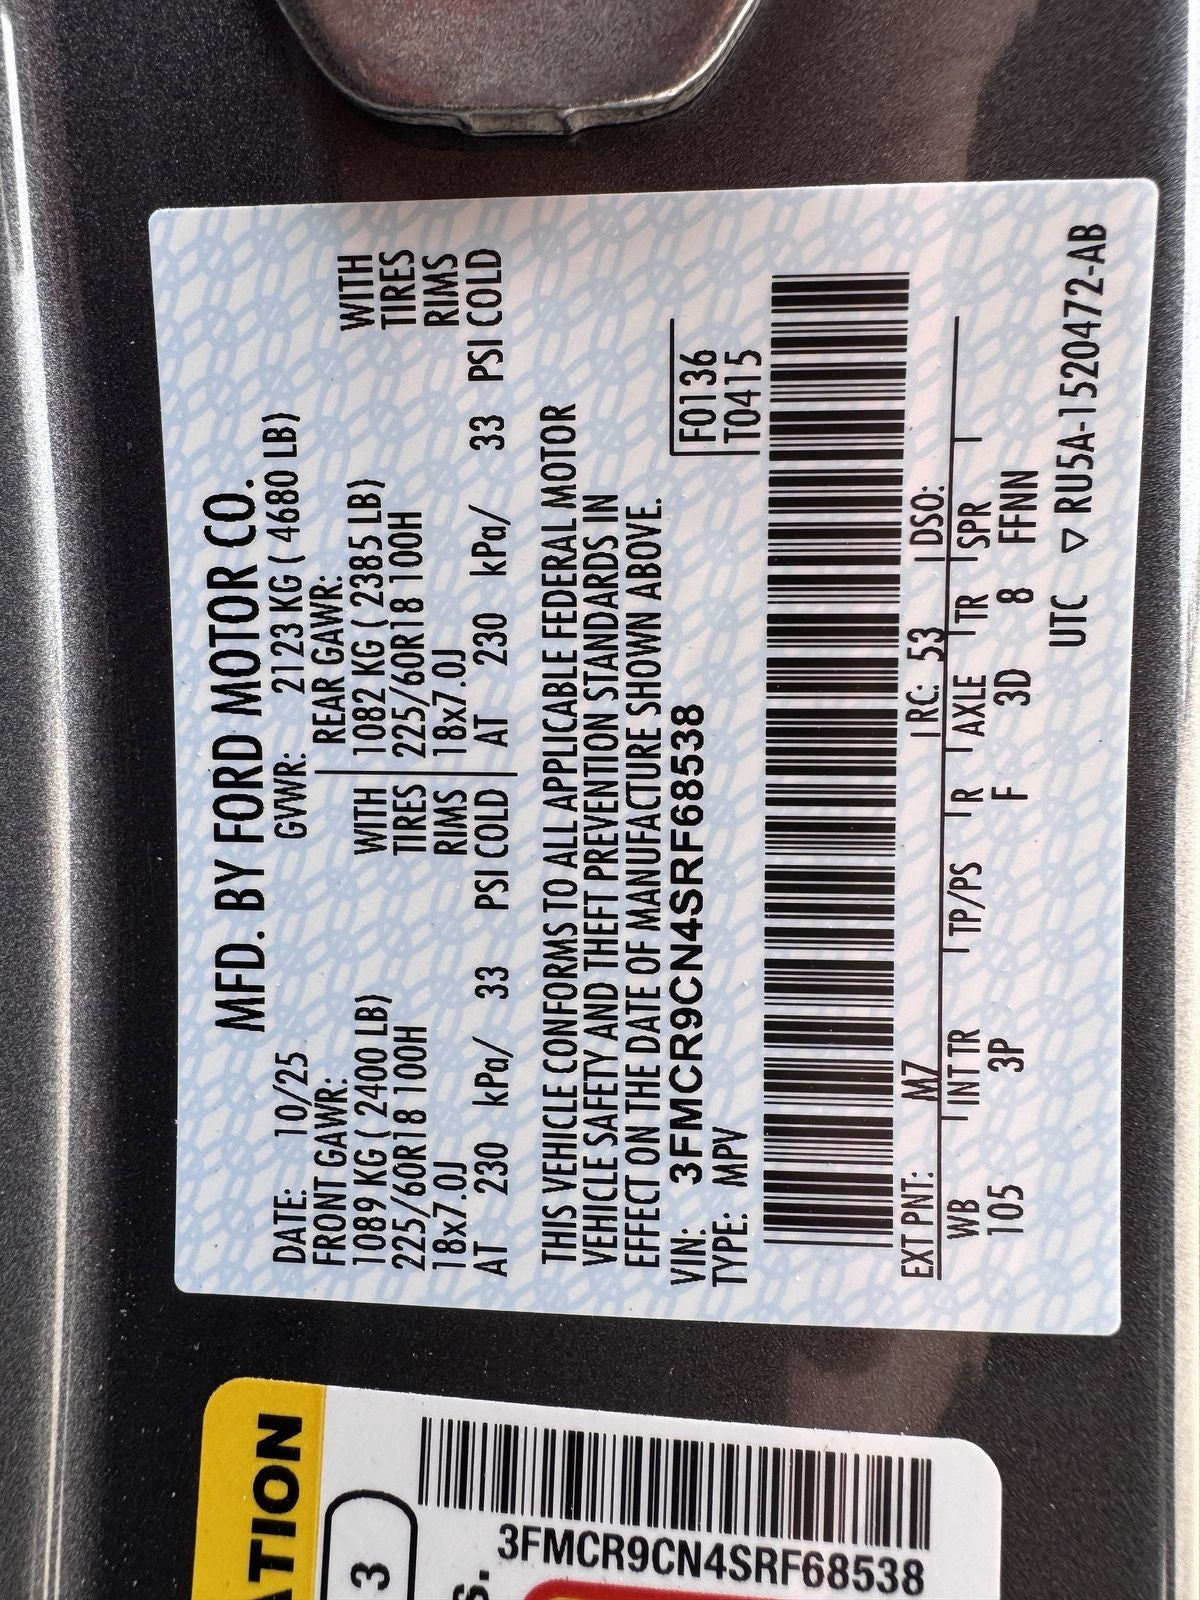 MFD. BY FORD MOTOR CO.
DATE: 10/25 GVWR: 2123 KG ( 4680 LB)
FRONT GAWR: REAR GAWR:
1089 KG ( 2400 LB) WITH 1082 KG ( 2385 LB) WITH
225/60R18 100H TIRES 225/60R18 100H TIRES
18x7.0J RIMS 18x7.0J RIMS
AT 230 kPa/ 33 PSI COLD AT 230 kPa/ 33 PSI COLD
THIS VEHICLE CONFORMS TO ALL APPLICABLE FEDERAL MOTOR
VEHICLE SAFETY AND THEFT PREVENTION STANDARDS IN
EFFECT ON THE DATE OF MANUFACTURE SHOWN ABOVE.
VIN: 3FMCR9CN4SRF68538 F0136
TYPE: MPV T0415
EXT PNT: M7 RC: 53 DSO:
WB INT TR TP/PS R AXLE TR SPR
105 3P F 3D 8 FFNN
UTC ▽ RU5A-1520472-AB
ATION
3
3FMCR9CN4SRF68538
s.